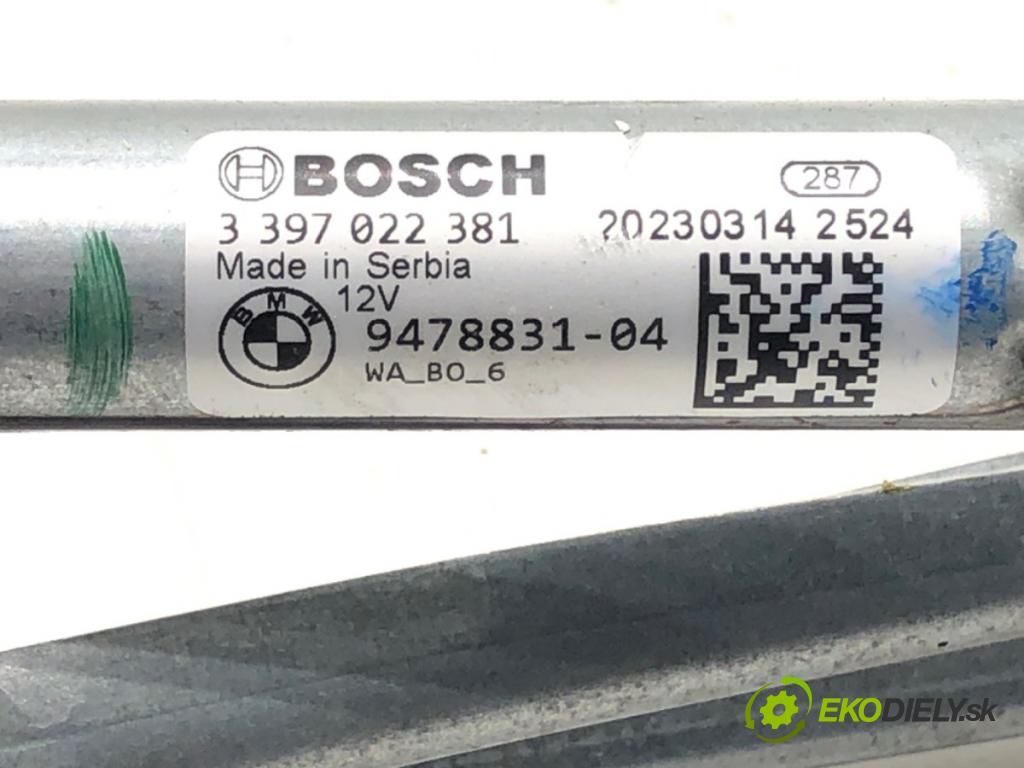 BOSCH 287
3 397 022 381 20230314 2524
Made in Serbia
12V
BMW
9478831-04
WA_BO_6
EKODIELY.sk